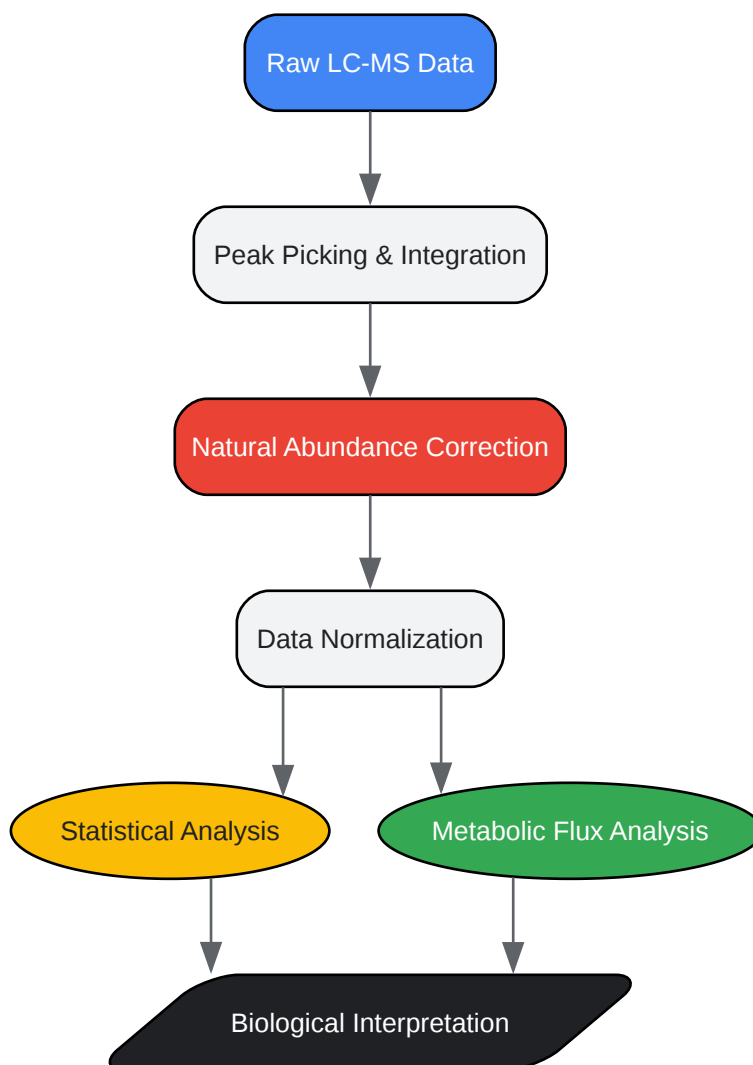 Raw LC-MS Data
Peak Picking & Integration
Natural Abundance Correction
Data Normalization
Statistical Analysis
Metabolic Flux Analysis
Biological Interpretation